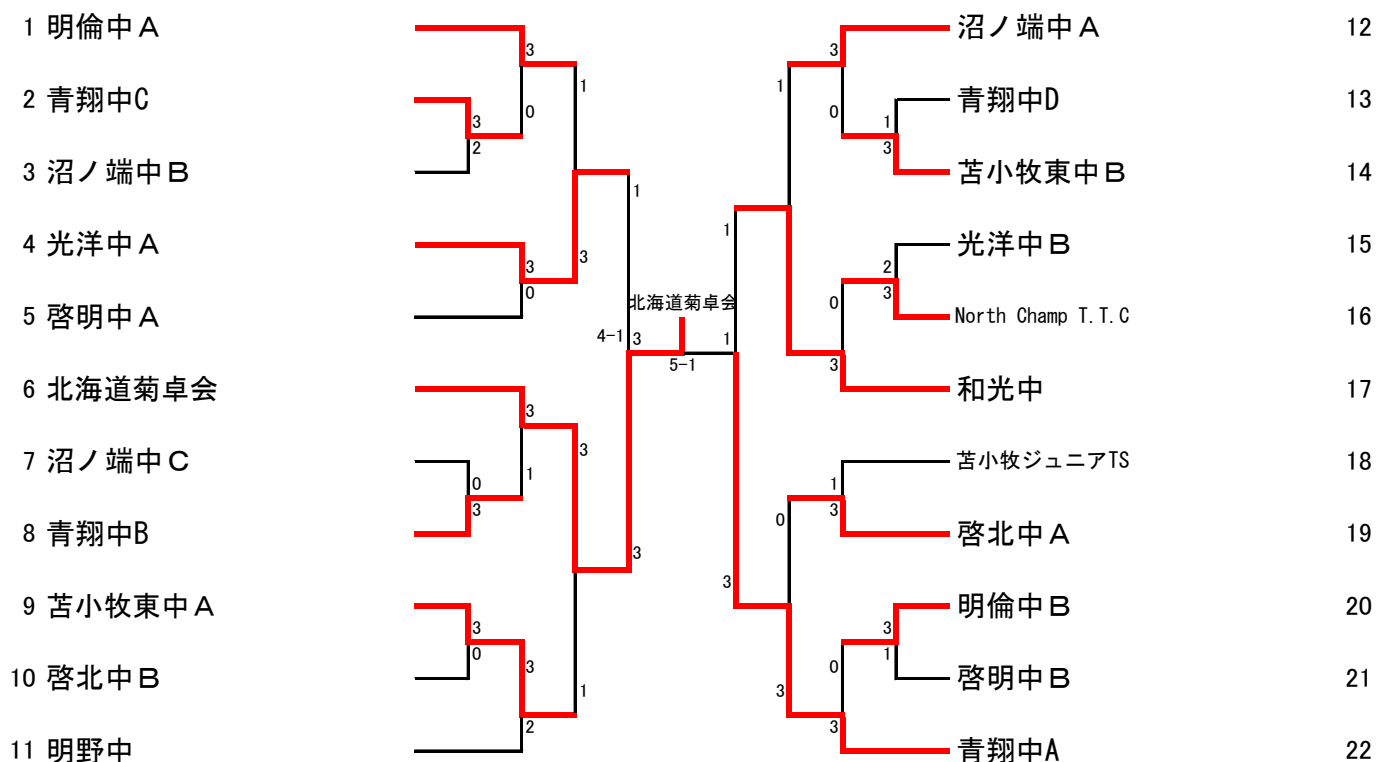 1 明倫中Ａ
2 青翔中C
3 沼ノ端中Ｂ
4 光洋中Ａ
5 啓明中Ａ
6 北海道菊卓会
7 沼ノ端中Ｃ
8 青翔中B
9 苫小牧東中Ａ
10 啓北中Ｂ
11 明野中
3
0
3
2
1
3
0
3
1
3
1
0
3
3
3
0
3
2
1
3
4-1
3
北海道菊卓会
5-1
1
1
3
1
3
0
1
3
0
2
3
3
0
1
3
3
0
3
1
3
沼ノ端中Ａ 12
青翔中D 13
苫小牧東中Ｂ 14
光洋中Ｂ 15
North Champ T.T.C 16
和光中 17
苫小牧ジュニアTS 18
啓北中Ａ 19
明倫中Ｂ 20
啓明中Ｂ 21
青翔中A 22